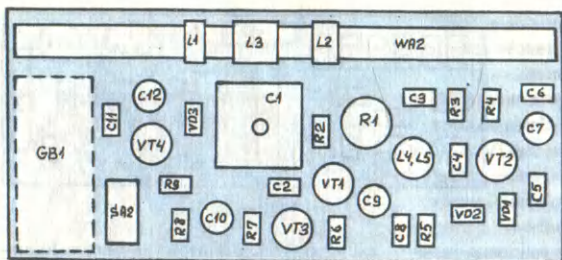 L1 L3 L2 WA2
C12 C1 C3 R3 R4 C6
C11 VD3 R2 R1 C7
GB1 VT4 L4,L5 C4 VT2
R9 C2 VT1 C5
SA2 C9 VD2 VD1
R8 C10 R7 VT3 R6 C8 R5